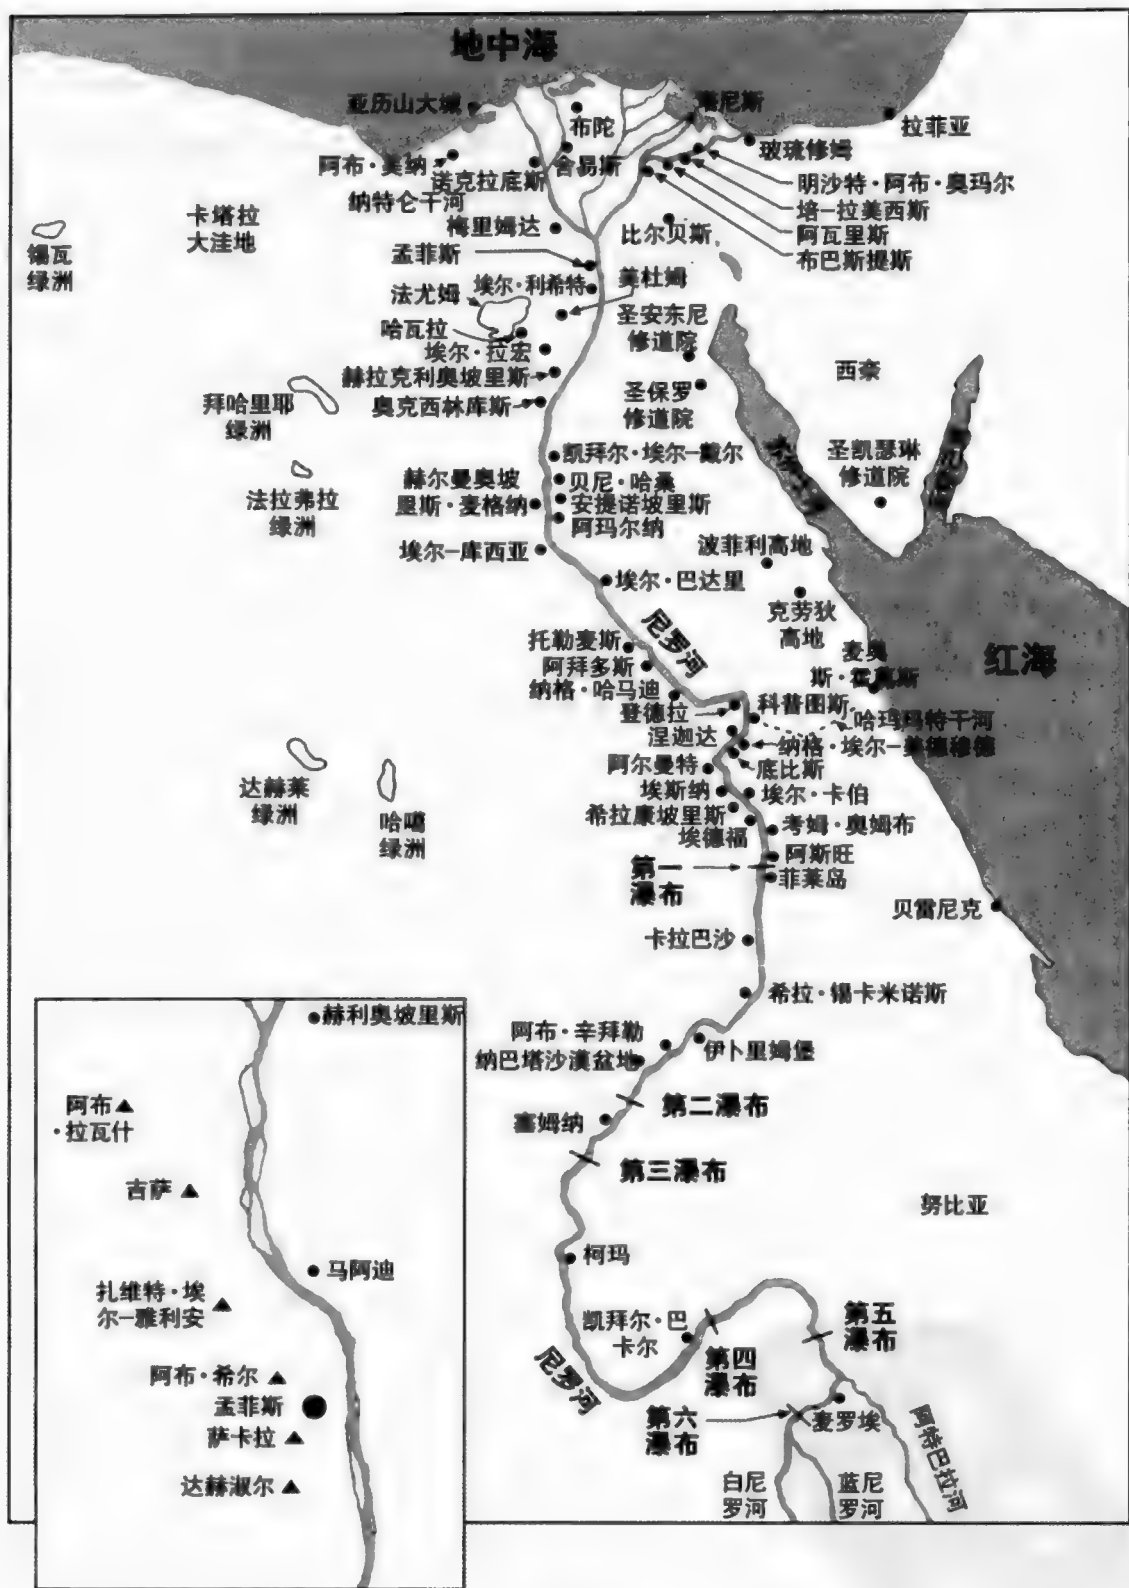 地中海
亚历山大城
布陀
塔尼斯
拉菲亚
阿布·美纳
诺克拉底斯
舍易斯
玻琉修姆
纳特仑干河
明沙特·阿布·奥玛尔
培-拉美西斯
阿瓦里斯
布巴斯提斯
卡塔拉
大洼地
锡瓦
绿洲
梅里姆达
比尔贝斯
孟菲斯
美杜姆
埃尔·利希特
法尤姆
哈瓦拉
埃尔·拉宏
圣安东尼
修道院
西奈
赫拉克利奥坡里斯
圣保罗
修道院
奥克西林库斯
拜哈里耶
绿洲
圣凯瑟琳
修道院
凯拜尔·埃尔-戴尔
赫尔曼奥坡
里斯·麦格纳
贝尼·哈桑
安提诺坡里斯
阿玛尔纳
法拉弗拉
绿洲
埃尔-库西亚
波菲利高地
埃尔·巴达里
克劳狄
高地
尼罗河
托勒麦斯
阿拜多斯
纳格·哈马迪
麦奥
斯·霍莫斯
红海
登德拉
科普图斯
哈玛玛特干河
涅迦达
纳格·埃尔-美德穆德
底比斯
阿尔曼特
埃斯纳
埃尔·卡伯
希拉康坡里斯
埃德福
考姆·奥姆布
达赫莱
绿洲
哈噶
绿洲
阿斯旺
第一
瀑布
菲莱岛
贝雷尼克
卡拉巴沙
希拉·锡卡米诺斯
阿布·辛拜勒
伊卜里姆堡
纳巴塔沙漠盆地
第二瀑布
塞姆纳
第三瀑布
努比亚
柯玛
凯拜尔·巴
卡尔
第四
瀑布
第五
瀑布
尼罗河
第六
瀑布
麦罗埃
阿特巴拉河
白尼
罗河
蓝尼
罗河
赫利奥坡里斯
阿布
·拉瓦什
吉萨
马阿迪
扎维特·埃
尔-雅利安
阿布·希尔
孟菲斯
萨卡拉
达赫淑尔